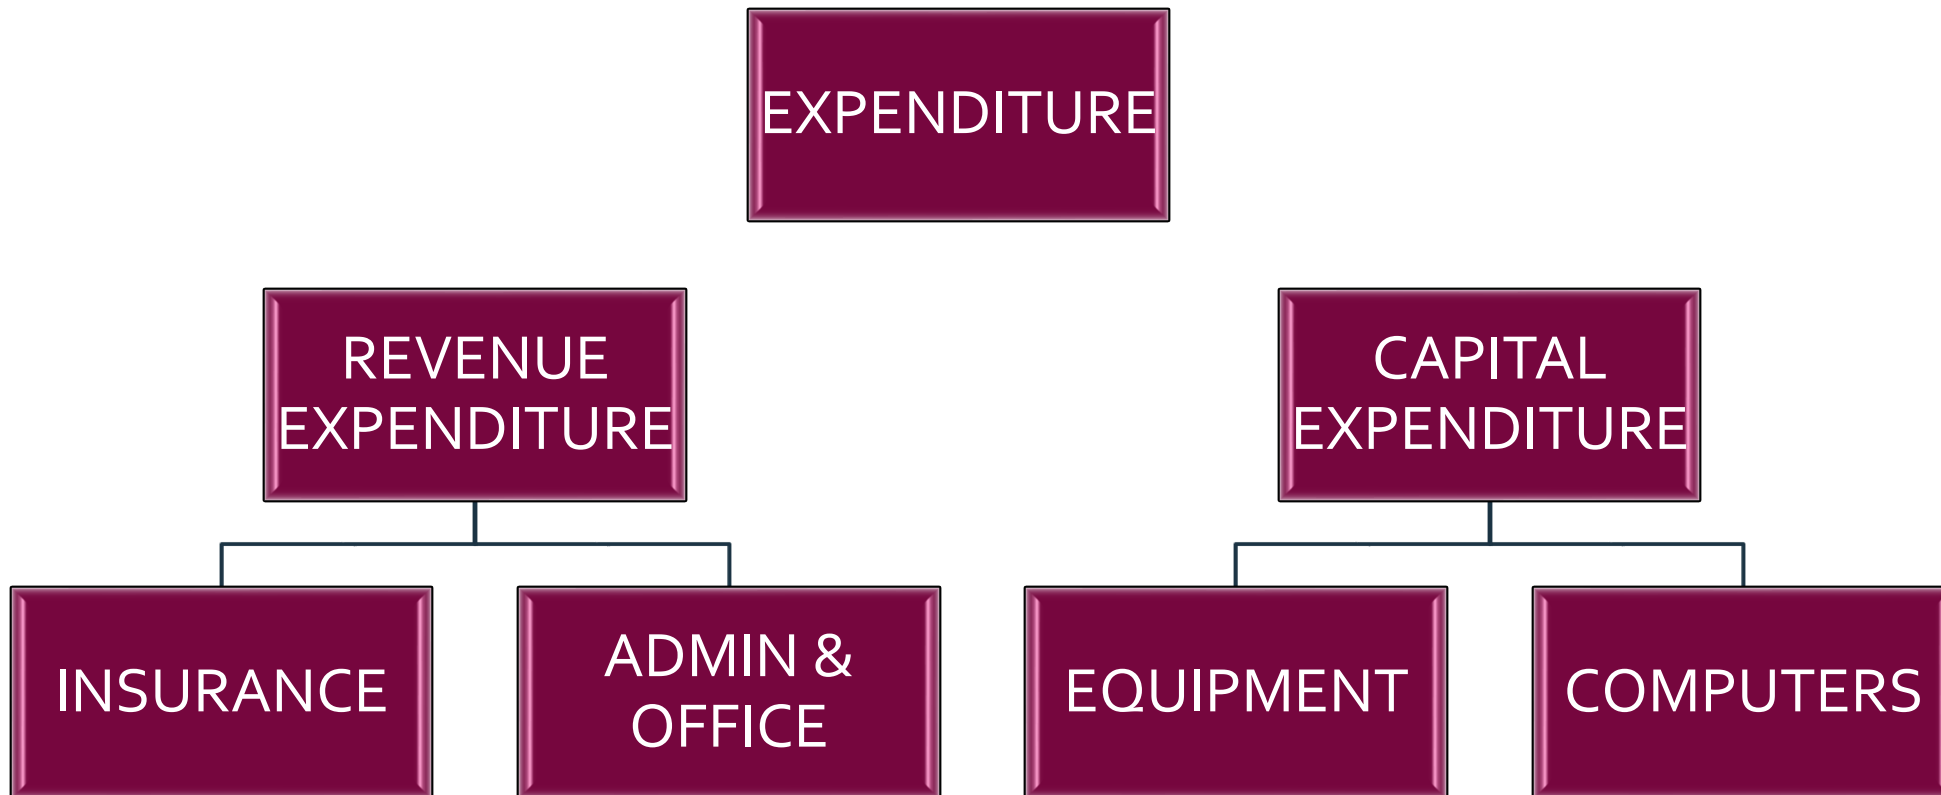 EXPENDITURE
REVENUE
EXPENDITURE
CAPITAL
EXPENDITURE
INSURANCE
ADMIN &
OFFICE
EQUIPMENT
COMPUTERS